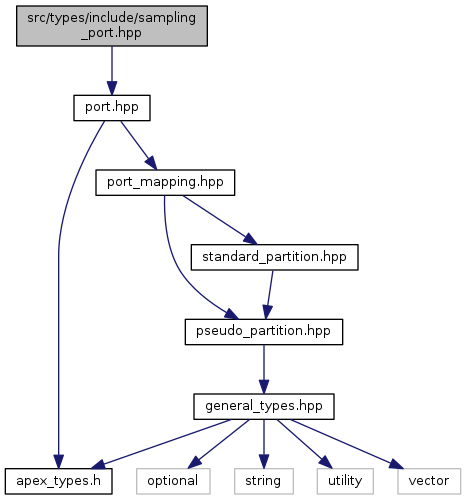 src/types/include/sampling
_port.hpp
port.hpp
port_mapping.hpp
standard_partition.hpp
pseudo_partition.hpp
general_types.hpp
apex_types.h
optional
string
utility
vector